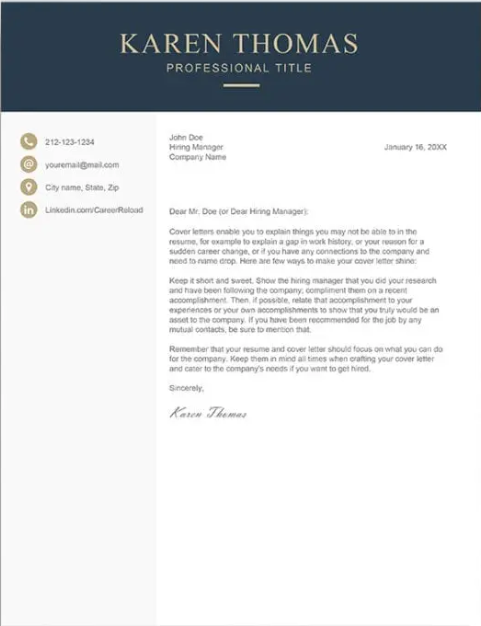 KAREN THOMAS
PROFESSIONAL TITLE
212-123-1234
youremail@mail.com
City name, State, Zip
Linkedin.com/CareerReload
John Doe
Hiring Manager
Company Name
January 16, 20XX
Dear Mr. Doe (or Dear Hiring Manager):
Cover letters enable you to explain things you may not be able to in the
resume, for example to explain a gap in work history, or your reason for a
sudden career change, or if you have any connections to the company and
need to name drop. Here are few ways to make your cover letter shine:
Keep it short and sweet. Show the hiring manager that you did your research
and have been following the company, compliment them on a recent
accomplishment. Then, if possible, relate that accomplishment to your
experiences or your own accomplishments to show that you truly would be an
asset to the company. If you have been recommended for the job by any
mutual contacts, be sure to mention that.
Remember that your resume and cover letter should focus on what you can do
for the company. Keep them in mind all times when crafting your cover letter
and cater to the company's needs if you want to get hired.
Sincerely,
Karen Thomas